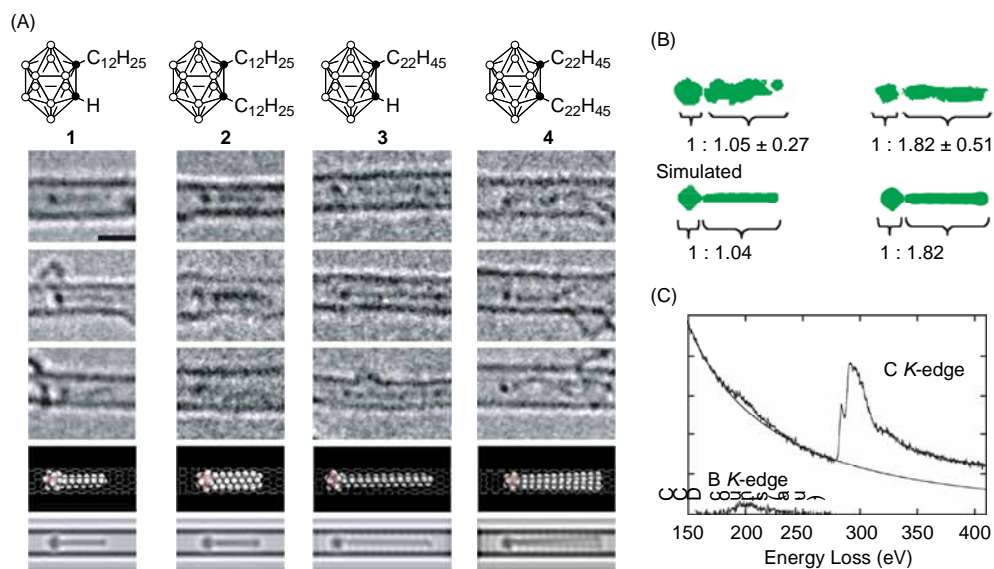 (A)
C12H25
H
1
C12H25
C12H25
2
C22H45
H
3
C22H45
C22H45
4
(B)
1 : 1.05 ± 0.27
1 : 1.82 ± 0.51
Simulated
1 : 1.04
1 : 1.82
(C)
C K-edge
B K-edge
CCD counts (a.u.)
150 200 250 300 350 400
Energy Loss (eV)